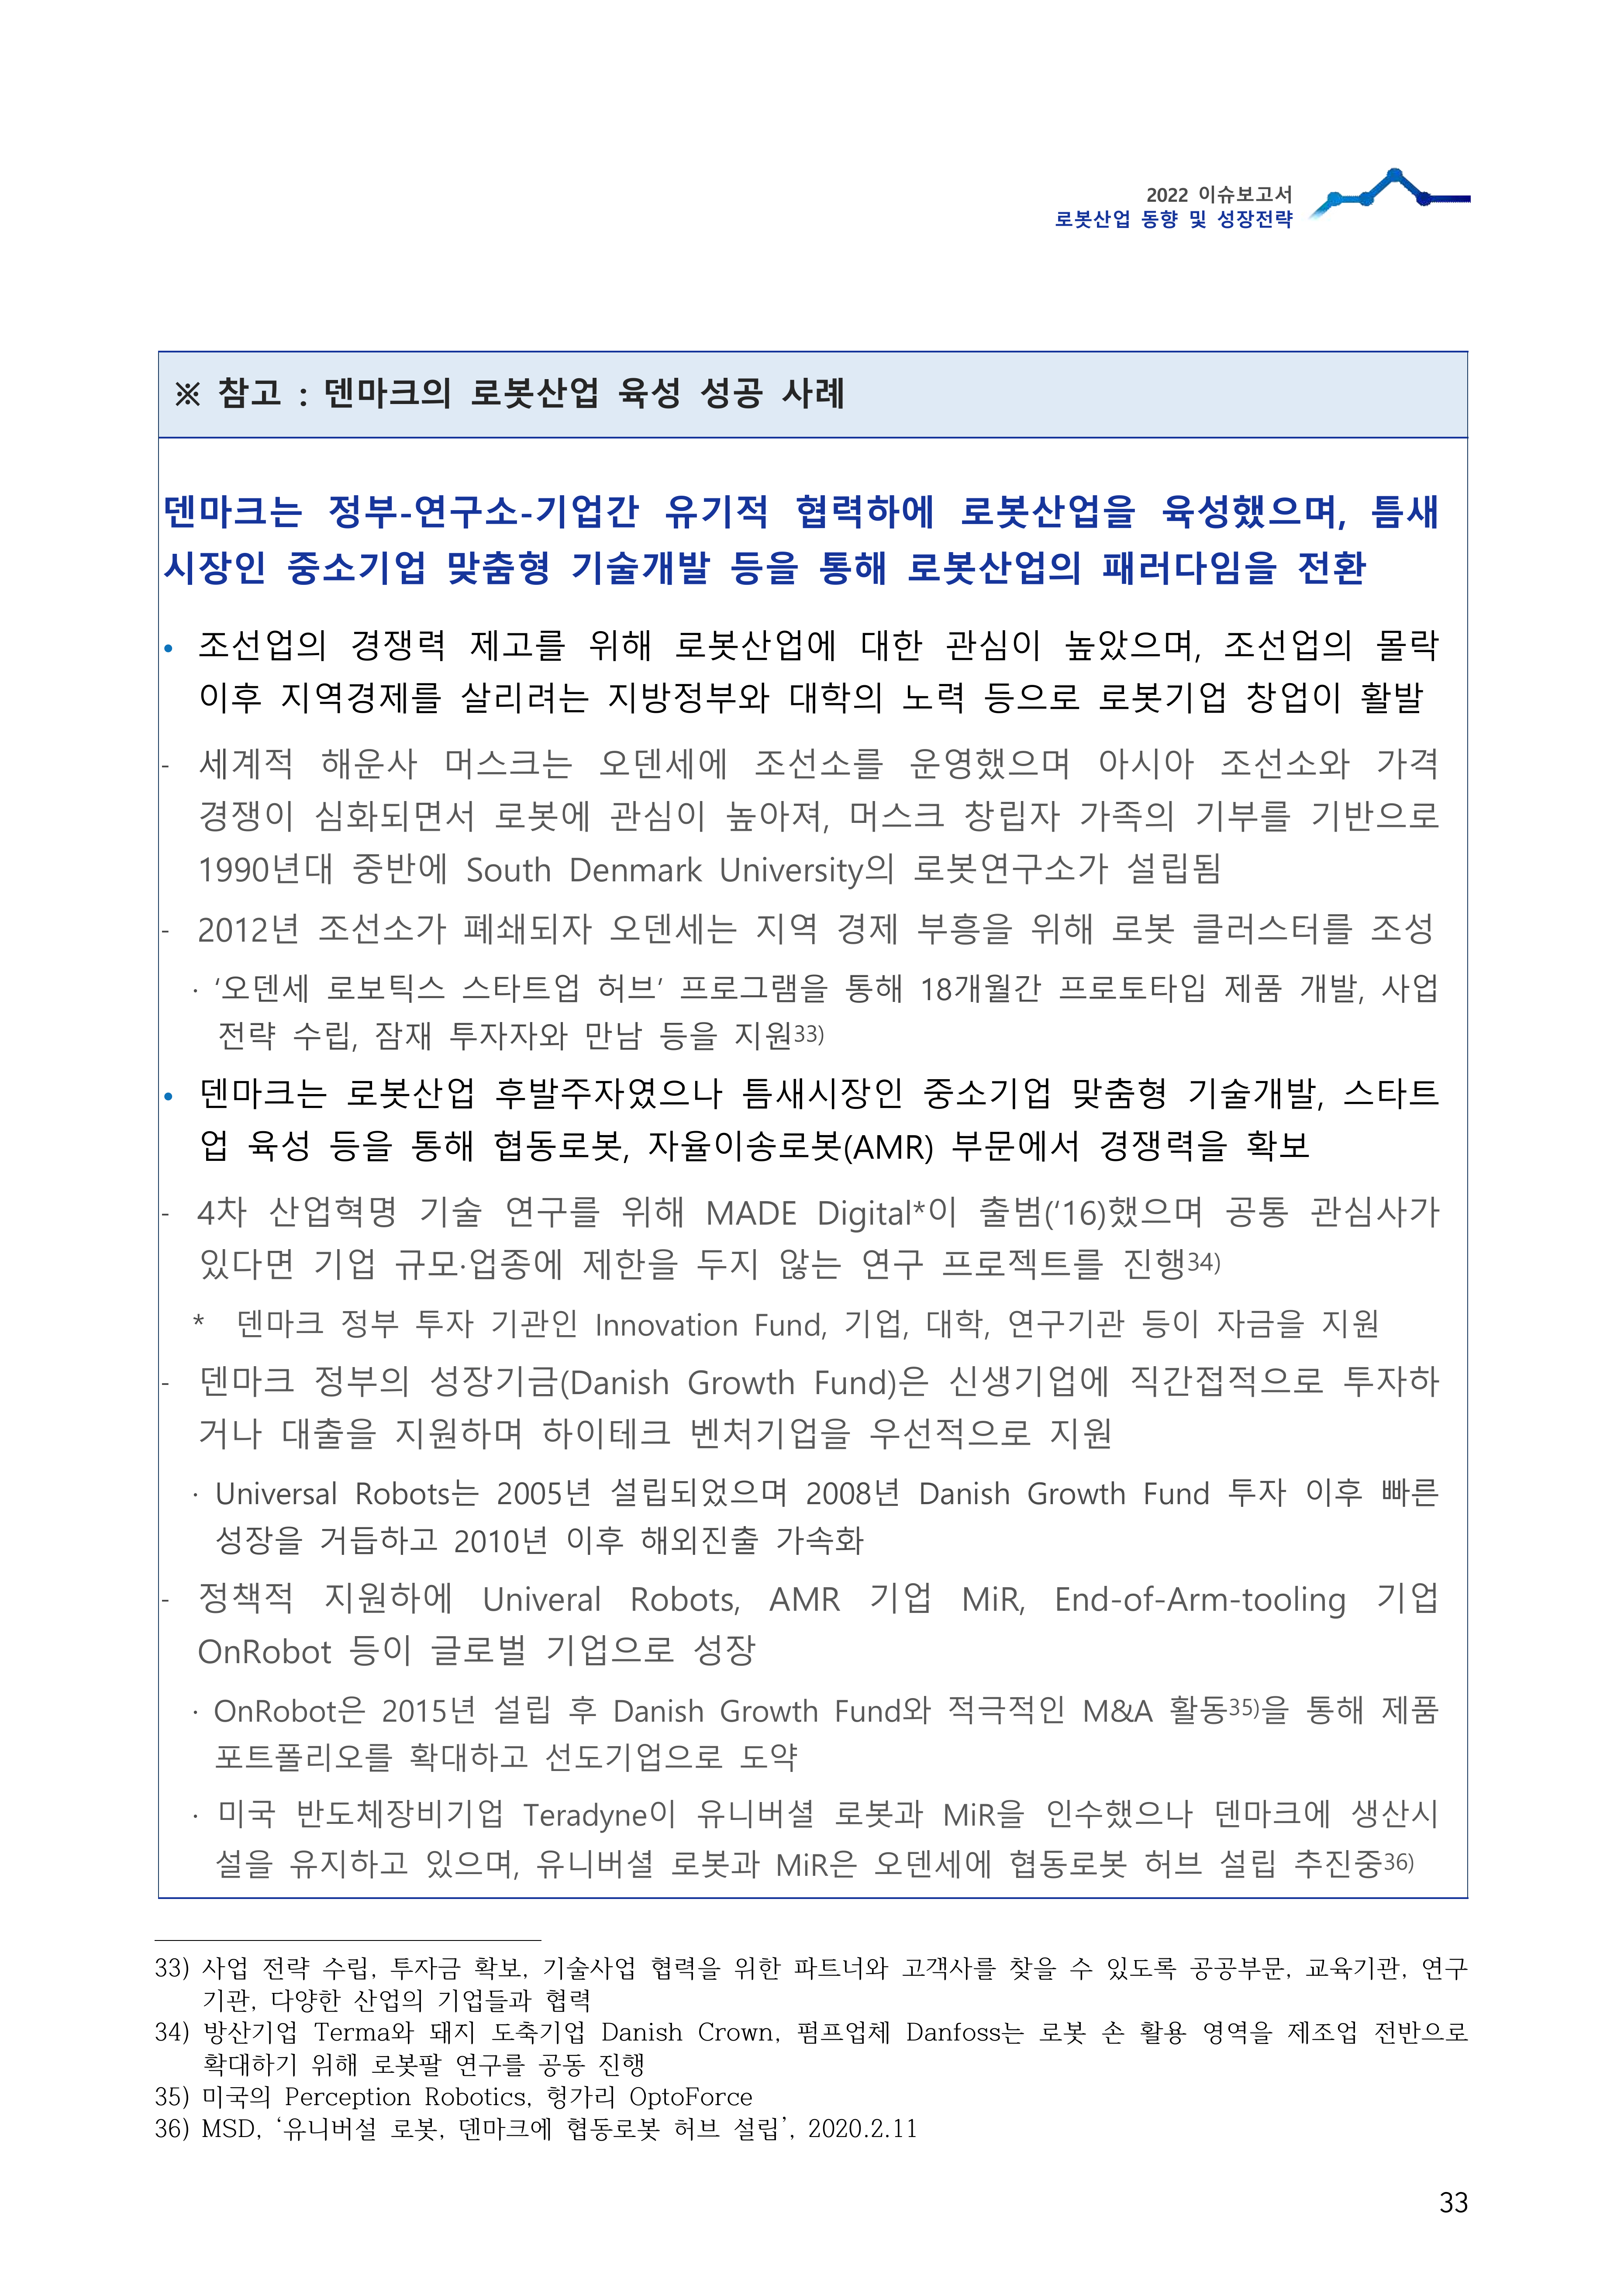 2022 이슈보고서
로봇산업 동향 및 성장전략
※ 참고 : 덴마크의 로봇산업 육성 성공 사례
덴마크는 정부-연구소-기업간 유기적 협력하에 로봇산업을 육성했으며, 틈새
시장인 중소기업 맞춤형 기술개발 등을 통해 로봇산업의 패러다임을 전환
• 조선업의 경쟁력 제고를 위해 로봇산업에 대한 관심이 높았으며, 조선업의 몰락
이후 지역경제를 살리려는 지방정부와 대학의 노력 등으로 로봇기업 창업이 활발
- 세계적 해운사 머스크는 오덴세에 조선소를 운영했으며 아시아 조선소와 가격
경쟁이 심화되면서 로봇에 관심이 높아져, 머스크 창립자 가족의 기부를 기반으로
1990년대 중반에 South Denmark University의 로봇연구소가 설립됨
- 2012년 조선소가 폐쇄되자 오덴세는 지역 경제 부흥을 위해 로봇 클러스터를 조성
· ‘오덴세 로보틱스 스타트업 허브’ 프로그램을 통해 18개월간 프로토타입 제품 개발, 사업
전략 수립, 잠재 투자자와 만남 등을 지원33)
• 덴마크는 로봇산업 후발주자였으나 틈새시장인 중소기업 맞춤형 기술개발, 스타트
업 육성 등을 통해 협동로봇, 자율이송로봇(AMR) 부문에서 경쟁력을 확보
- 4차 산업혁명 기술 연구를 위해 MADE Digital*이 출범(‘16)했으며 공통 관심사가
있다면 기업 규모·업종에 제한을 두지 않는 연구 프로젝트를 진행34)
* 덴마크 정부 투자 기관인 Innovation Fund, 기업, 대학, 연구기관 등이 자금을 지원
- 덴마크 정부의 성장기금(Danish Growth Fund)은 신생기업에 직간접적으로 투자하
거나 대출을 지원하며 하이테크 벤처기업을 우선적으로 지원
· Universal Robots는 2005년 설립되었으며 2008년 Danish Growth Fund 투자 이후 빠른
성장을 거듭하고 2010년 이후 해외진출 가속화
- 정책적 지원하에 Univeral Robots, AMR 기업 MiR, End-of-Arm-tooling 기업
OnRobot 등이 글로벌 기업으로 성장
· OnRobot은 2015년 설립 후 Danish Growth Fund와 적극적인 M&A 활동35)을 통해 제품
포트폴리오를 확대하고 선도기업으로 도약
· 미국 반도체장비기업 Teradyne이 유니버셜 로봇과 MiR을 인수했으나 덴마크에 생산시
설을 유지하고 있으며, 유니버셜 로봇과 MiR은 오덴세에 협동로봇 허브 설립 추진중36)
33) 사업 전략 수립, 투자금 확보, 기술사업 협력을 위한 파트너와 고객사를 찾을 수 있도록 공공부문, 교육기관, 연구
기관, 다양한 산업의 기업들과 협력
34) 방산기업 Terma와 돼지 도축기업 Danish Crown, 펌프업체 Danfoss는 로봇 손 활용 영역을 제조업 전반으로
확대하기 위해 로봇팔 연구를 공동 진행
35) 미국의 Perception Robotics, 헝가리 OptoForce
36) MSD, ‘유니버설 로봇, 덴마크에 협동로봇 허브 설립’, 2020.2.11
33